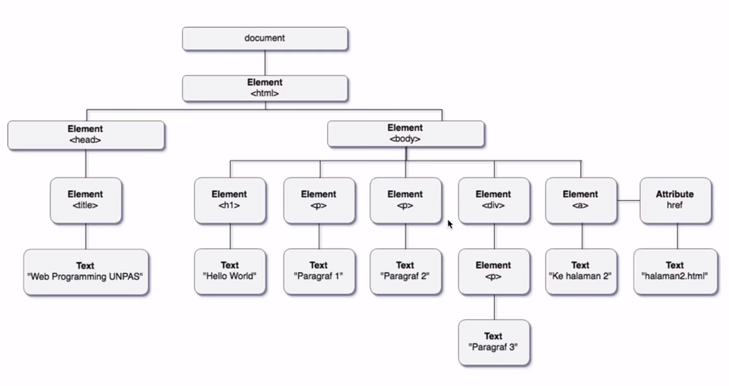 document
Element
<html>
Element
<head>
Element
<body>
Element
<title>
Element
<h1>
Element
<p>
Element
<p>
Element
<div>
Element
<a>
Attribute
href
Text
"Web Programming UNPAS"
Text
"Hello World"
Text
"Paragraf 1"
Text
"Paragraf 2"
Element
<p>
Text
"Ke halaman 2"
Text
"halaman2.html"
Text
"Paragraf 3"